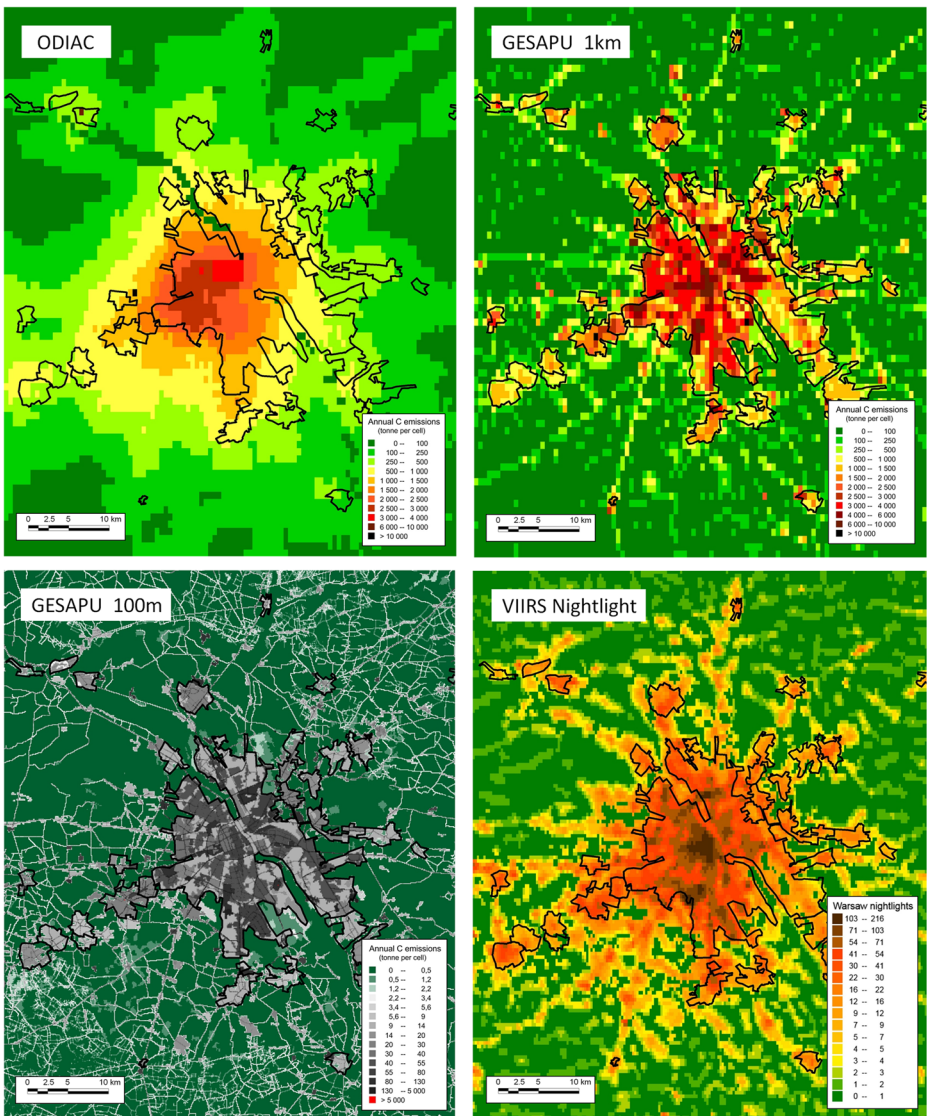 ODIAC
Annual C emissions
(tonne per cell)
0 -- 100
100 -- 250
250 -- 500
500 -- 1 000
1 000 -- 1 500
1 500 -- 2 000
2 000 -- 2 500
2 500 -- 3 000
3 000 -- 4 000
6 000 -- 10 000
> 10 000
0 2.5 5 10 km
GESAPU 1km
Annual C emissions
(tonne per cell)
0 -- 100
100 -- 250
250 -- 500
500 -- 1 000
1 000 -- 1 500
1 500 -- 2 000
2 000 -- 2 500
2 500 -- 3 000
3 000 -- 4 000
4 000 -- 6 000
6 000 -- 10 000
> 10 000
0 2.5 5 10 km
GESAPU 100m
Annual C emissions
(tonne per cell)
0 -- 0,5
0,5 -- 1,2
1,2 -- 2,2
2,2 -- 3,4
3,4 -- 5,6
5,6 -- 9
9 -- 14
14 -- 20
20 -- 30
30 -- 40
40 -- 55
55 -- 80
80 -- 130
130 -- 5 000
> 5 000
0 2.5 5 10 km
VIIRS Nightlight
Warsaw nightlights
103 -- 216
71 -- 103
54 -- 71
41 -- 54
30 -- 41
22 -- 30
16 -- 22
12 -- 16
9 -- 12
7 -- 9
5 -- 7
4 -- 5
3 -- 4
2 -- 3
1 -- 2
0 -- 1
0 2.5 5 10 km